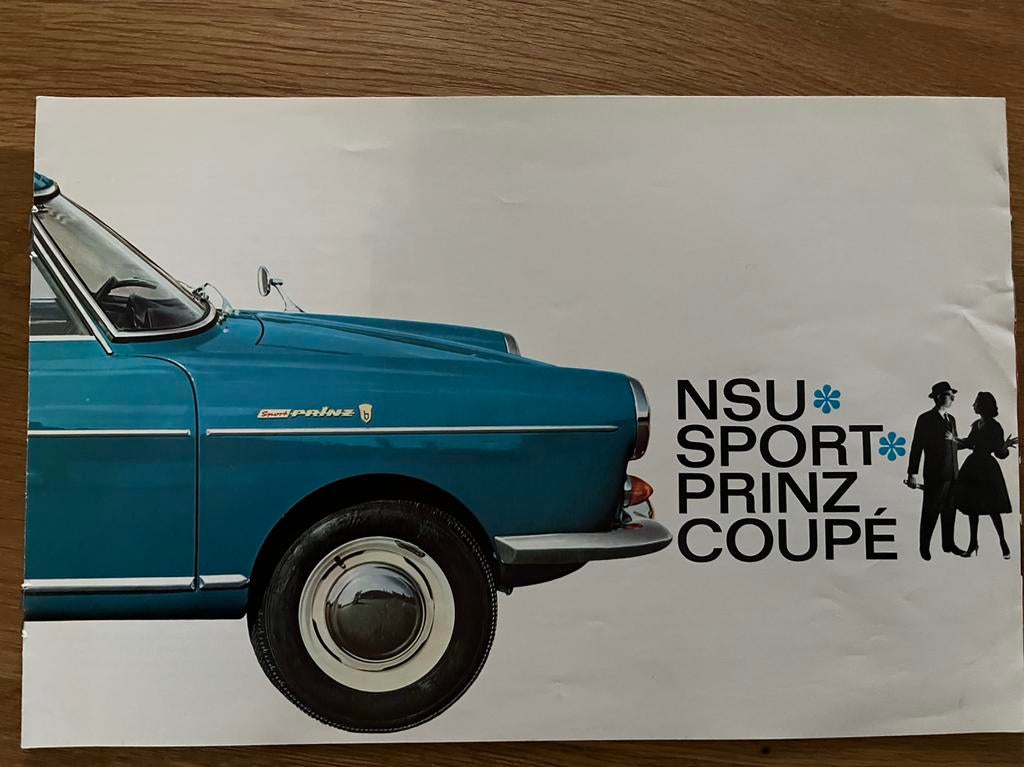 Sport PRINZ b
NSU*
SPORT*
PRINZ
COUPÉ